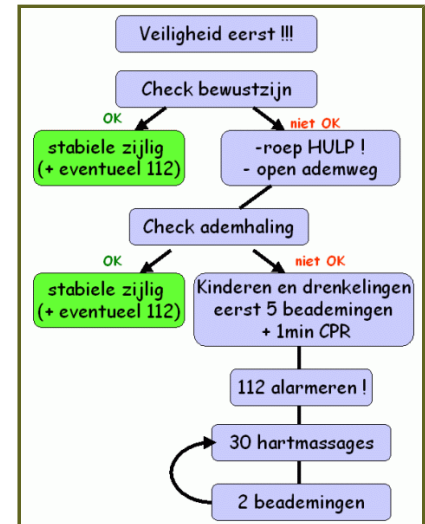 Veiligheid eerst !!!
Check bewustzijn
OK
niet OK
stabiele zijlig
(+ eventueel 112)
-roep HULP !
- open ademweg
Check ademhaling
OK
niet OK
stabiele zijlig
(+ eventueel 112)
Kinderen en drenkelingen
eerst 5 beademingen
+ 1min CPR
112 alarmeren !
30 hartmassages
2 beademingen